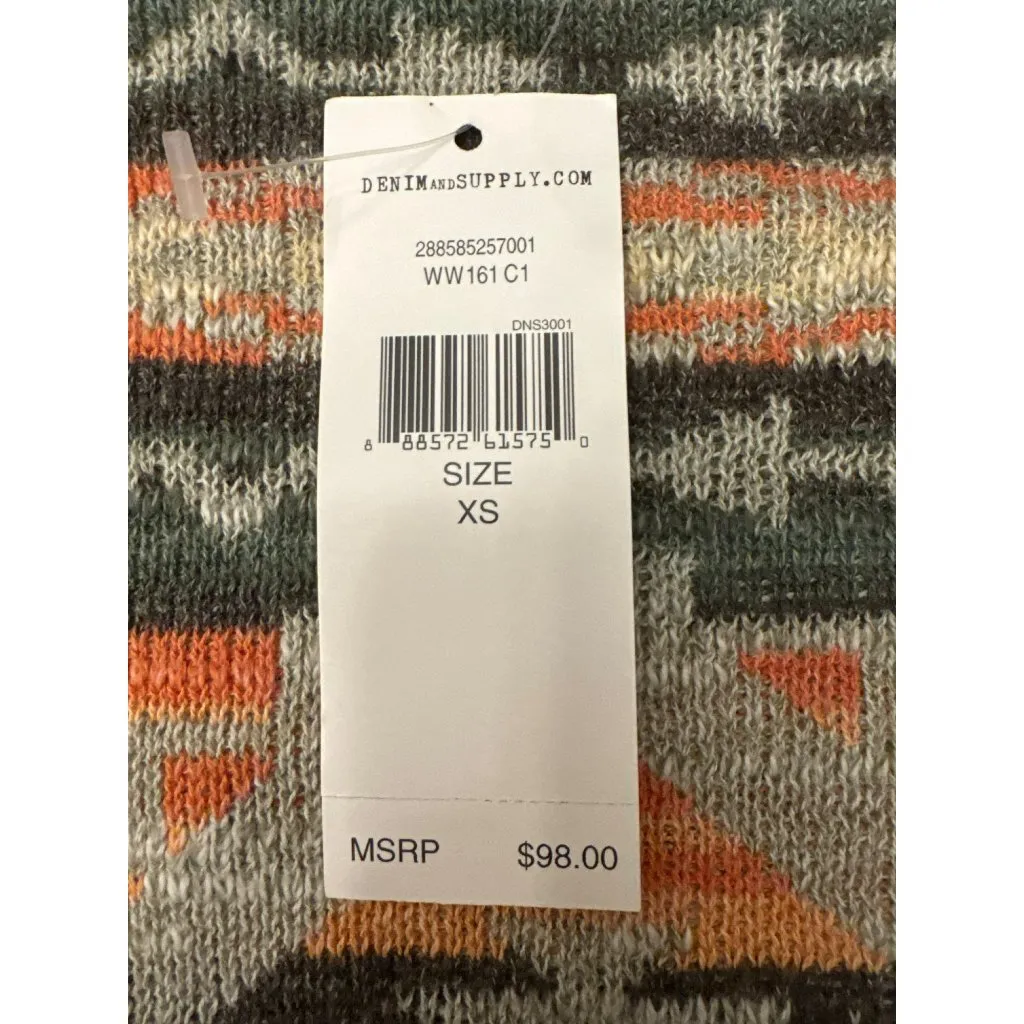 DENIMANDSUPPLY.COM
288585257001
WW161 C1
DNS3001
8 88572 61575 0
SIZE
XS
MSRP $98.00